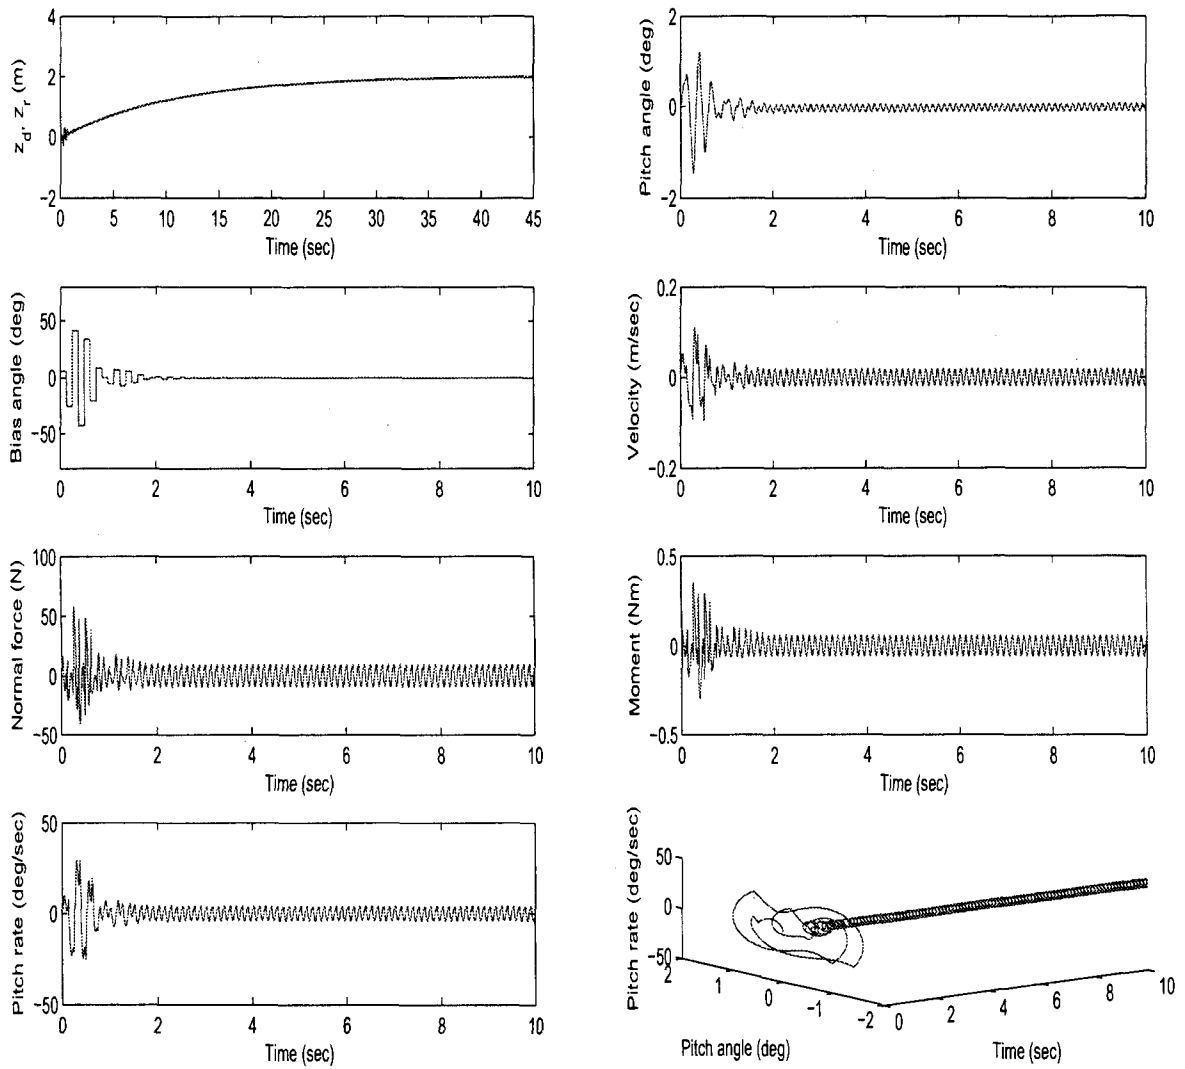 z_d, z_r (m)
4
2
0
−2
0 5 10 15 20 25 30 35 40 45
Time (sec)
Pitch angle (deg)
2
0
−2
0 2 4 6 8 10
Time (sec)
Bias angle (deg)
50
0
−50
0 2 4 6 8 10
Time (sec)
Velocity (m/sec)
0.2
0
−0.2
0 2 4 6 8 10
Time (sec)
Normal force (N)
100
50
0
−50
0 2 4 6 8 10
Time (sec)
Moment (Nm)
0.5
0
−0.5
0 2 4 6 8 10
Time (sec)
Pitch rate (deg/sec)
50
0
−50
0 2 4 6 8 10
Time (sec)
Pitch rate (deg/sec)
50
0
−50
2 1 0 −1 −2
Pitch angle (deg)
0 2 4 6 8 10
Time (sec)